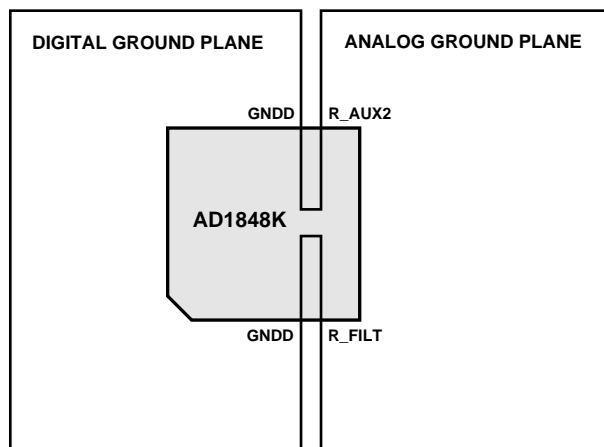 DIGITAL GROUND PLANE
ANALOG GROUND PLANE
GNDD
R_AUX2
AD1848K
GNDD
R_FILT